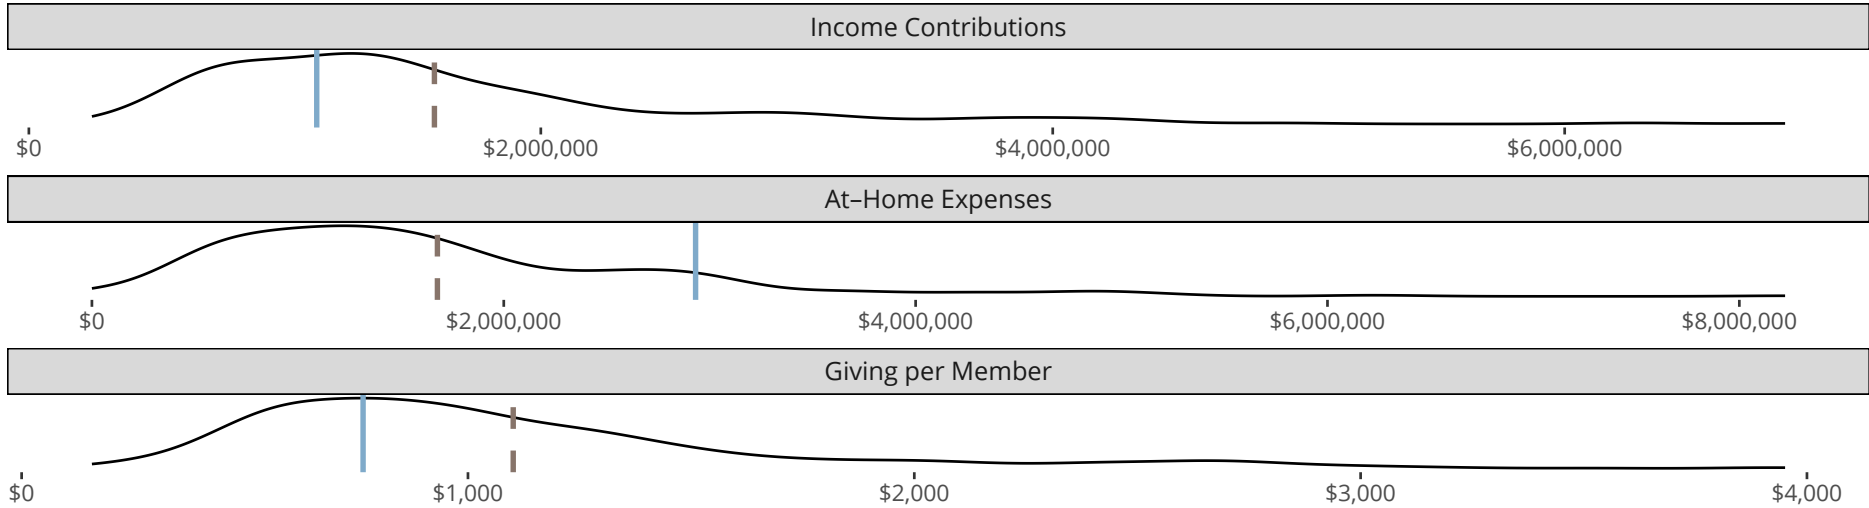 Income Contributions
$0 $2,000,000 $4,000,000 $6,000,000
At–Home Expenses
$0 $2,000,000 $4,000,000 $6,000,000 $8,000,000
Giving per Member
$0 $1,000 $2,000 $3,000 $4,000